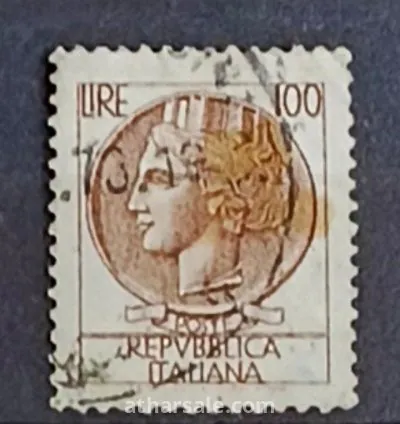 LIRE 100
POSTE
REPVBBLICA
ITALIANA
atharsale.com